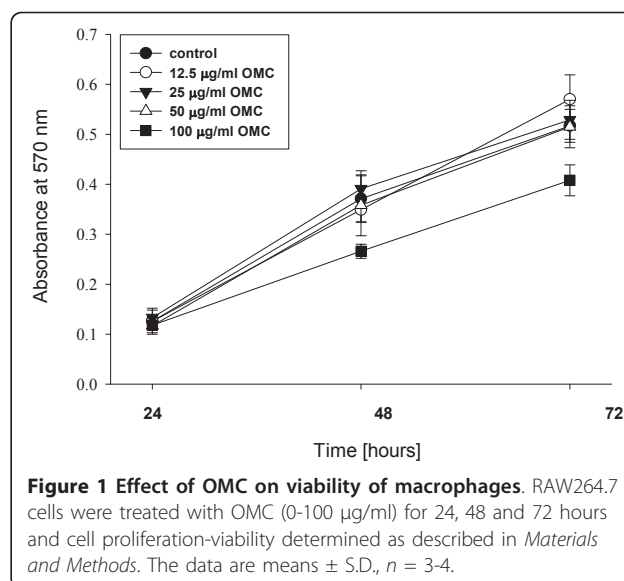 control
12.5 µg/ml OMC
25 µg/ml OMC
50 µg/ml OMC
100 µg/ml OMC
Absorbance at 570 nm
0.7
0.6
0.5
0.4
0.3
0.2
0.1
0.0
24 48 72
Time [hours]
Figure 1 Effect of OMC on viability of macrophages. RAW264.7
cells were treated with OMC (0-100 µg/ml) for 24, 48 and 72 hours
and cell proliferation-viability determined as described in Materials
and Methods. The data are means ± S.D., n = 3-4.